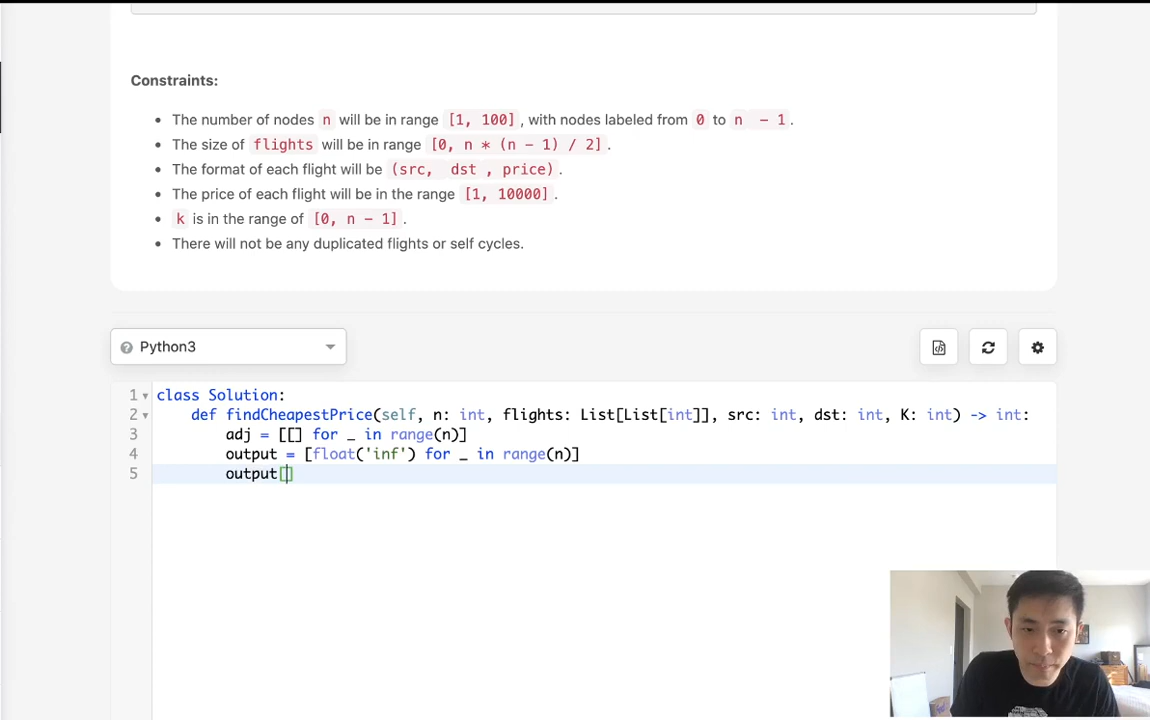 Constraints:
• The number of nodes n will be in range [1, 100], with nodes labeled from 0 to n - 1.
• The size of flights will be in range [0, n * (n - 1) / 2].
• The format of each flight will be (src, dst , price).
• The price of each flight will be in the range [1, 10000].
• k is in the range of [0, n - 1].
• There will not be any duplicated flights or self cycles.
Python3
1 class Solution:
2     def findCheapestPrice(self, n: int, flights: List[List[int]], src: int, dst: int, K: int) -> int:
3         adj = [[] for _ in range(n)]
4         output = [float('inf') for _ in range(n)]
5         output[]